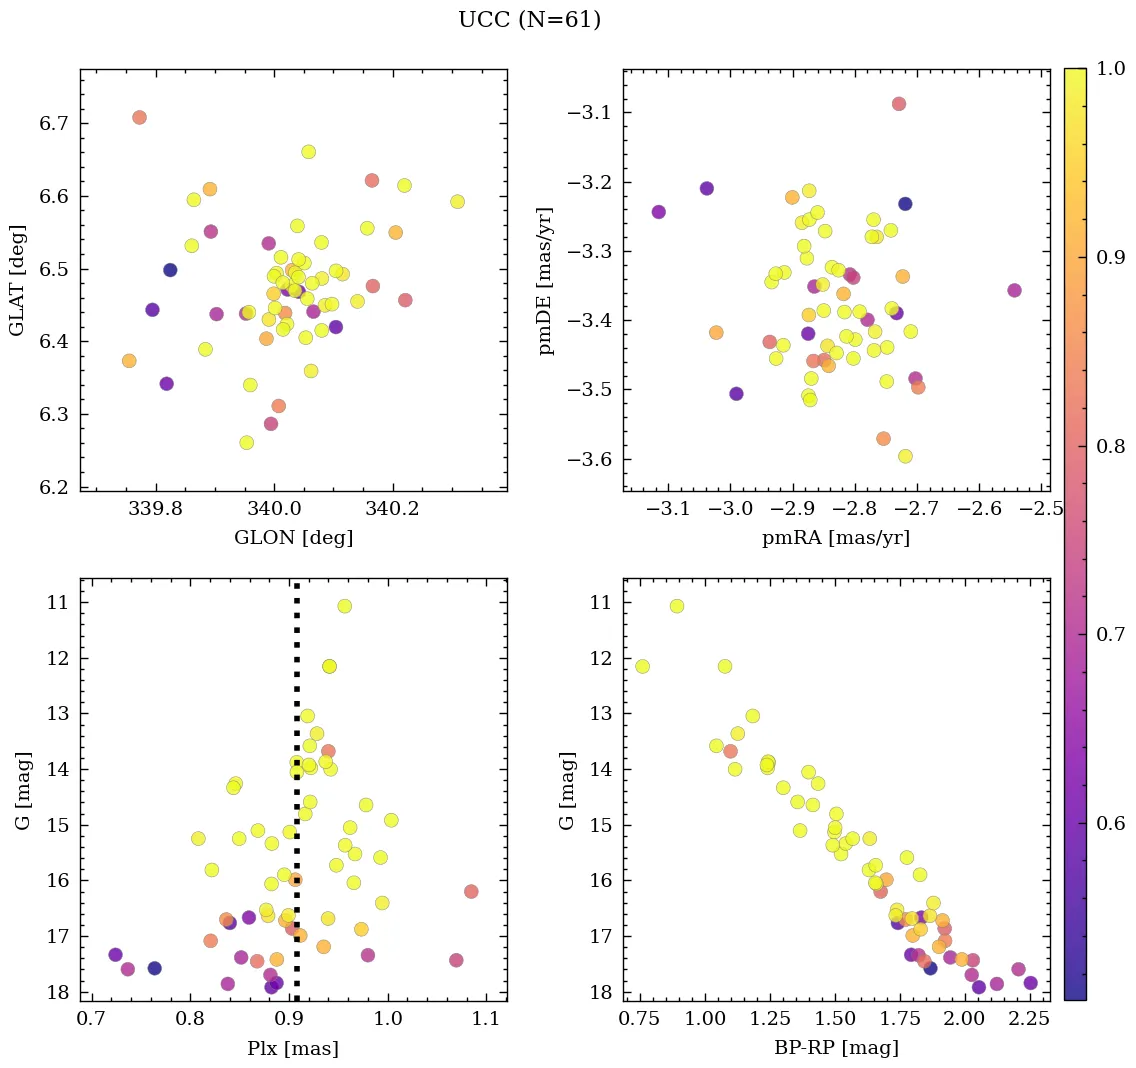 UCC (N=61)
6.7
6.6
6.5
6.4
6.3
6.2
GLAT [deg]
339.8 340.0 340.2
GLON [deg]
−3.1
−3.2
−3.3
−3.4
−3.5
−3.6
pmDE [mas/yr]
−3.1 −3.0 −2.9 −2.8 −2.7 −2.6 −2.5
pmRA [mas/yr]
1.0
0.9
0.8
0.7
0.6
11
12
13
14
15
16
17
18
G [mag]
0.7 0.8 0.9 1.0 1.1
Plx [mas]
11
12
13
14
15
16
17
18
G [mag]
0.75 1.00 1.25 1.50 1.75 2.00 2.25
BP-RP [mag]